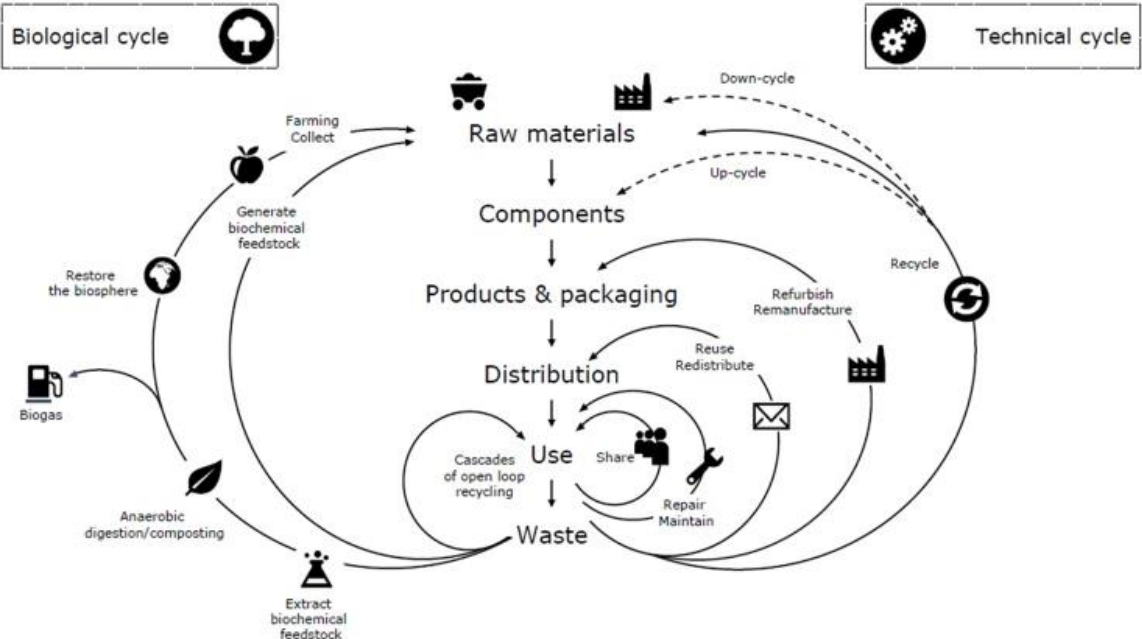 Biological cycle
Technical cycle
Down-cycle
Farming
Collect
Raw materials
Up-cycle
Generate
biochemical
feedstock
Components
Restore
the biosphere
Recycle
Products & packaging
Refurbish
Remanufacture
Reuse
Redistribute
Distribution
Biogas
Cascades
of open loop
recycling
Use
Share
Repair
Maintain
Anaerobic
digestion/composting
Waste
Extract
biochemical
feedstock